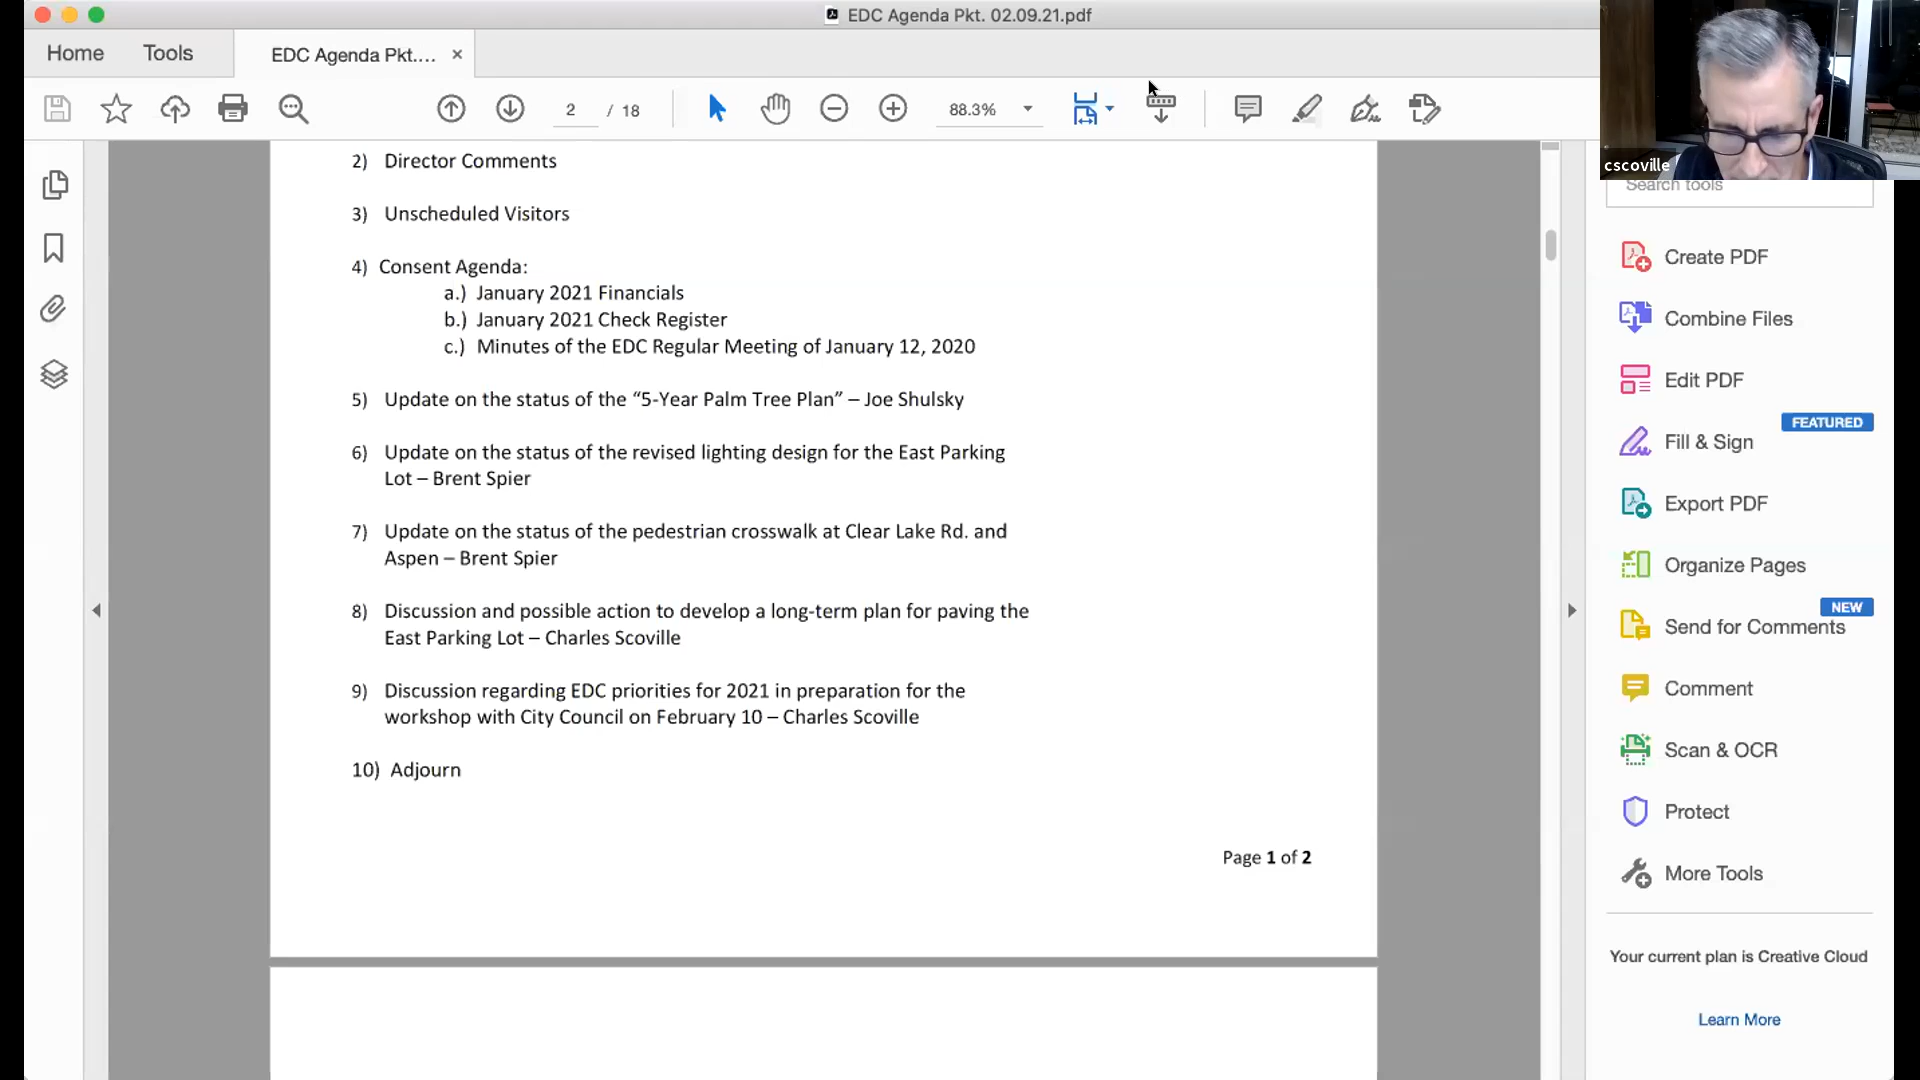 EDC Agenda Pkt. 02.09.21.pdf
Home
Tools
EDC Agenda Pkt....
2 / 18
88.3%
cscoville
2) Director Comments
3) Unscheduled Visitors
4) Consent Agenda:
a.) January 2021 Financials
b.) January 2021 Check Register
c.) Minutes of the EDC Regular Meeting of January 12, 2020
5) Update on the status of the “5-Year Palm Tree Plan” – Joe Shulsky
6) Update on the status of the revised lighting design for the East Parking
Lot – Brent Spier
7) Update on the status of the pedestrian crosswalk at Clear Lake Rd. and
Aspen – Brent Spier
8) Discussion and possible action to develop a long-term plan for paving the
East Parking Lot – Charles Scoville
9) Discussion regarding EDC priorities for 2021 in preparation for the
workshop with City Council on February 10 – Charles Scoville
10) Adjourn
Page 1 of 2
Search tools
Create PDF
Combine Files
Edit PDF
FEATURED
Fill & Sign
Export PDF
Organize Pages
NEW
Send for Comments
Comment
Scan & OCR
Protect
More Tools
Your current plan is Creative Cloud
Learn More